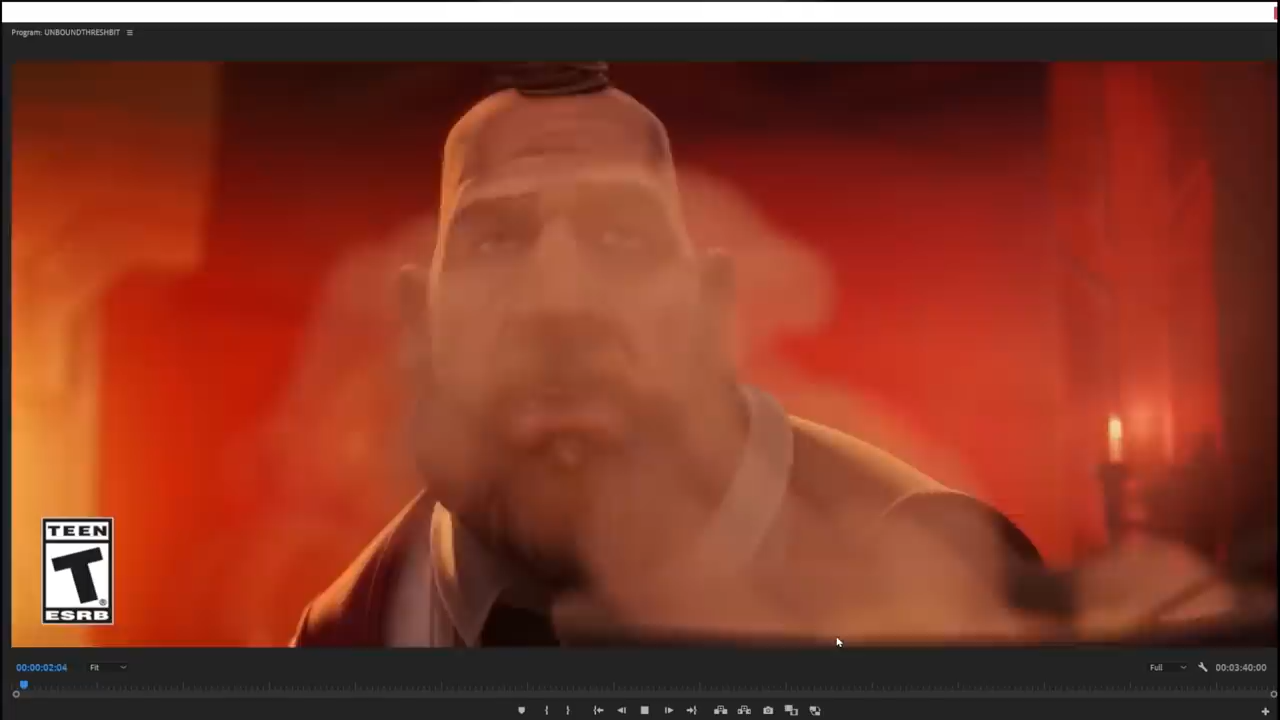 Program: UNBOUNDTHRESHBIT
TEEN
T
ESRB
00:00:02:04
Fit
Full
00:03:40:00